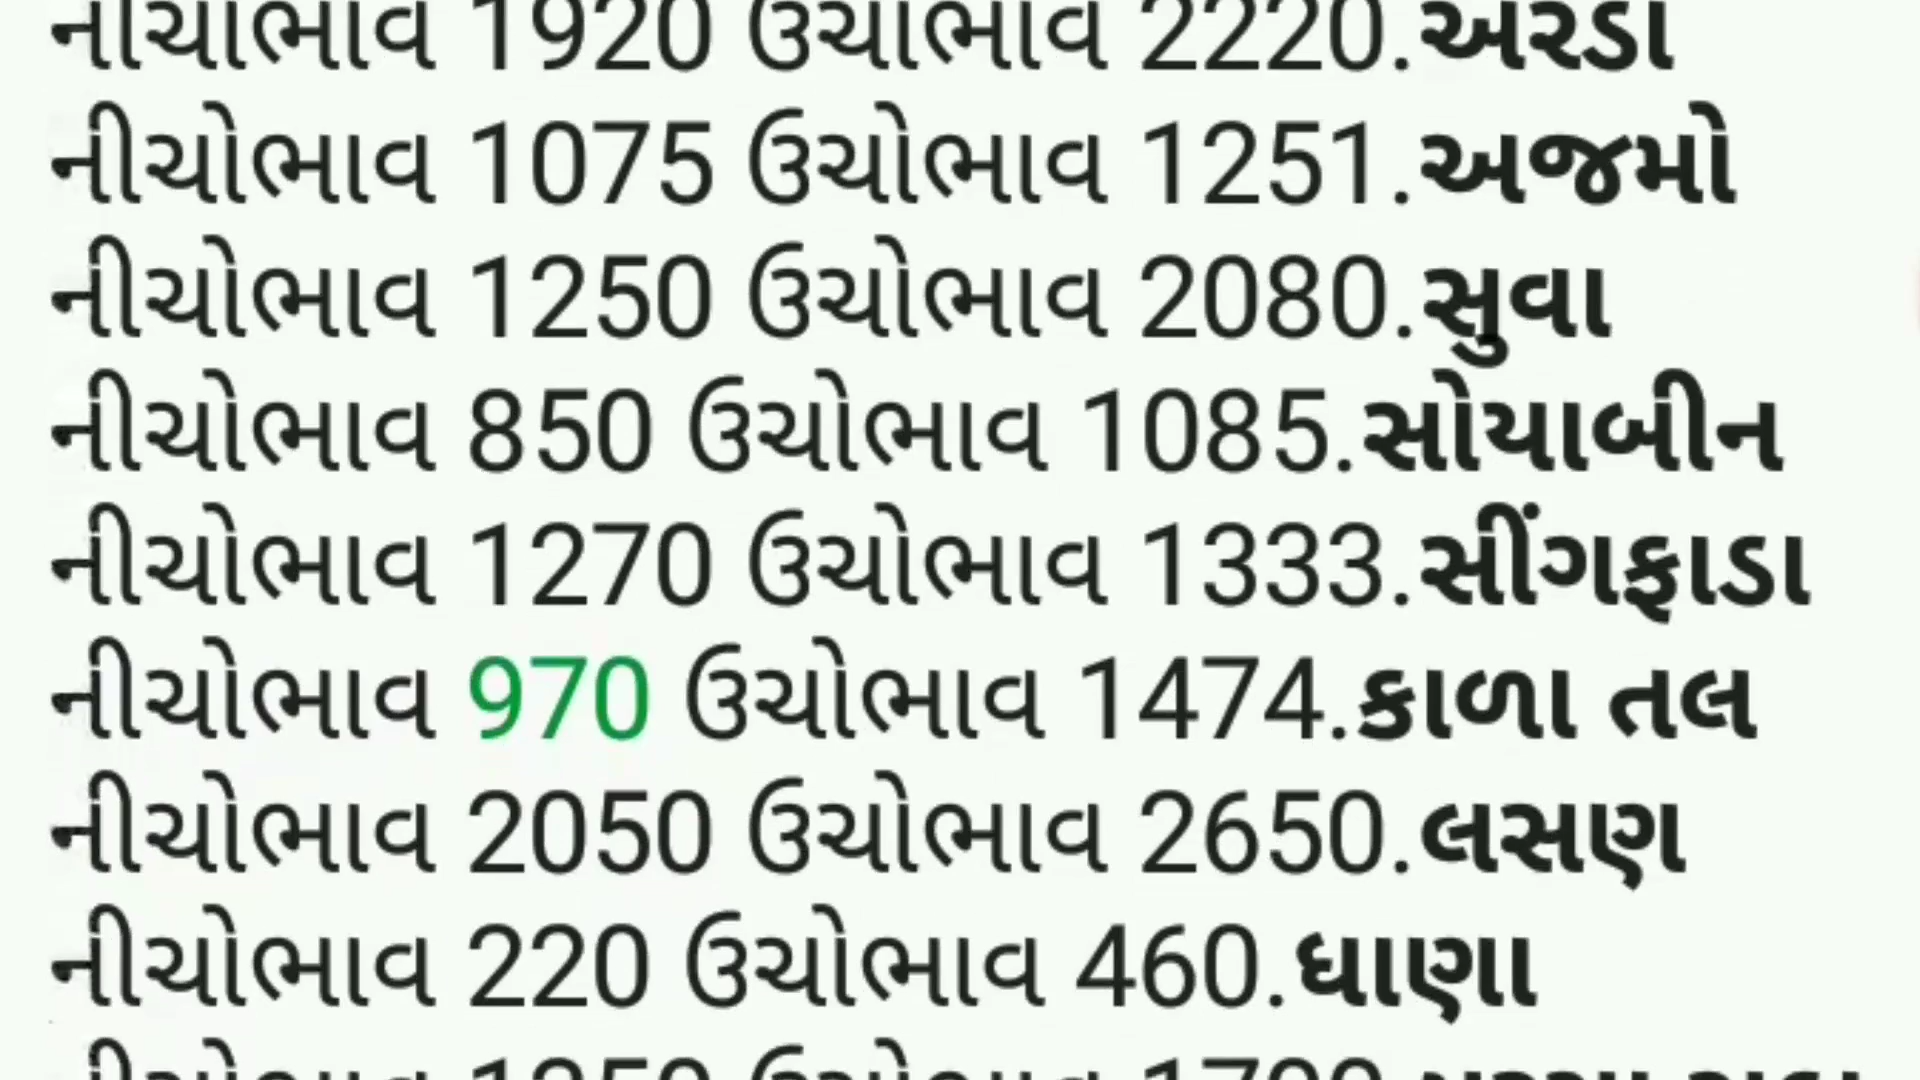 નીચોભાવ 1920 ઉચોભાવ 2220.અરડા
નીચોભાવ 1075 ઉચોભાવ 1251.અજમો
નીચોભાવ 1250 ઉચોભાવ 2080.સુવા
નીચોભાવ 850 ઉચોભાવ 1085.સોયાબીન
નીચોભાવ 1270 ઉચોભાવ 1333.સીંગફાડા
નીચોભાવ 970 ઉચોભાવ 1474.કાળા તલ
નીચોભાવ 2050 ઉચોભાવ 2650.લસણ
નીચોભાવ 220 ઉચોભાવ 460.ધાણા
નીચોભાવ ઉચોભાવ